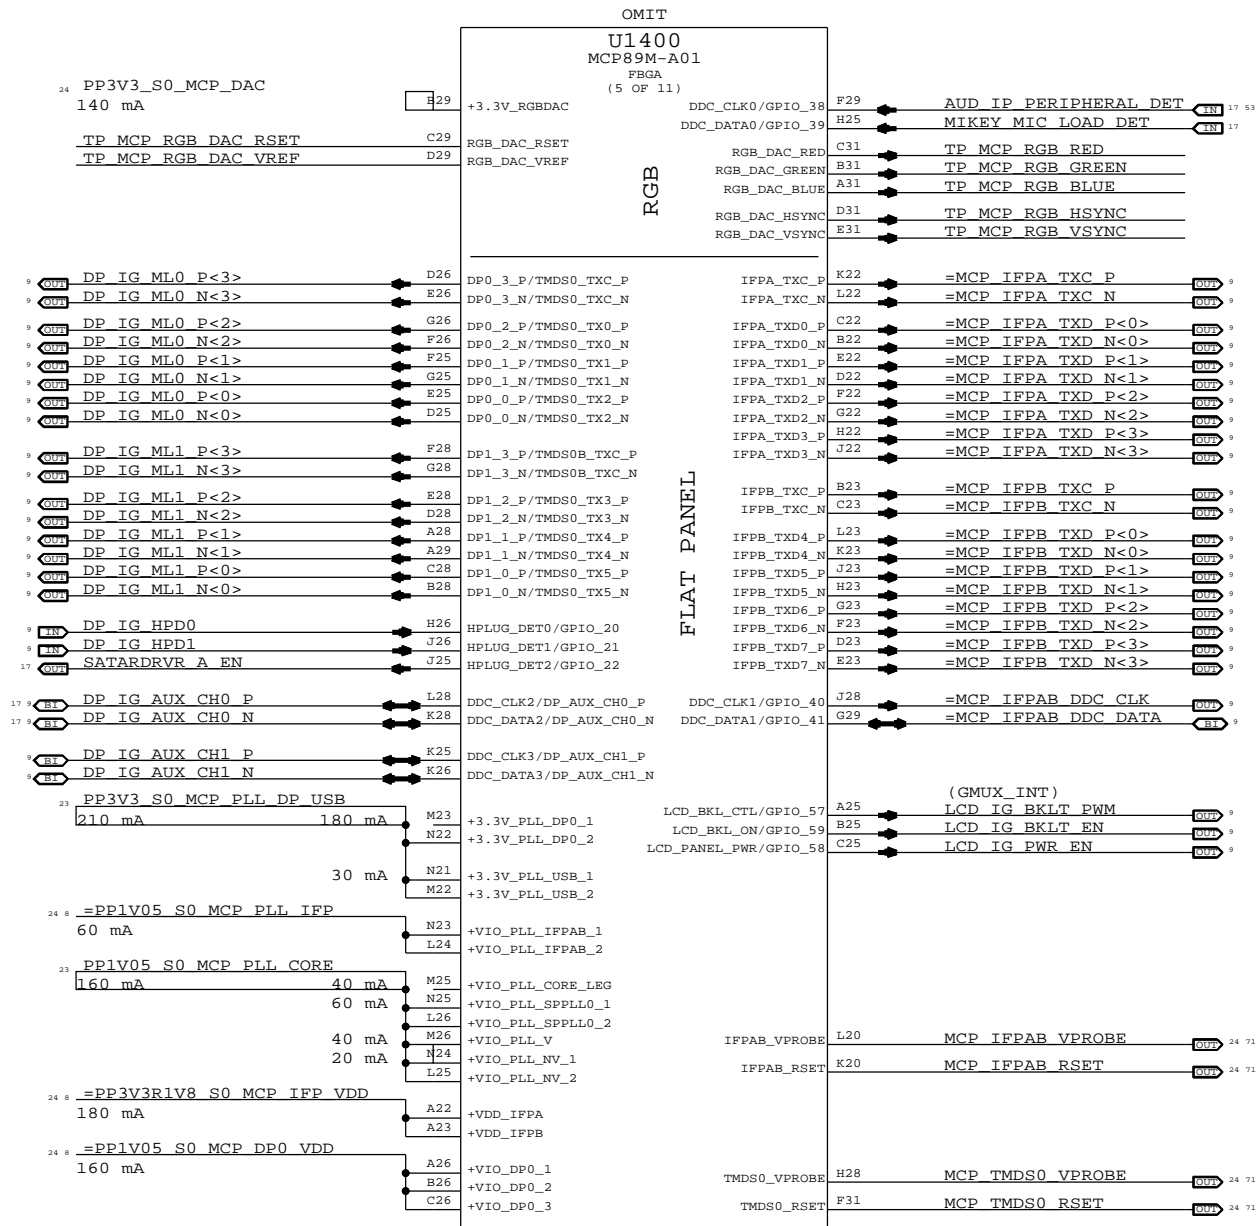 OMIT
U1400
MCP89M-A01
FBGA
(5 OF 11)
24 PP3V3_S0_MCP_DAC
140 mA
B29 +3.3V_RGBDAC
TP_MCP_RGB_DAC_RSET C29 RGB_DAC_RSET
TP_MCP_RGB_DAC_VREF D29 RGB_DAC_VREF
RGB
DDC_CLK0/GPIO_38 F29 AUD_IP_PERIPHERAL_DET IN 17 53
DDC_DATA0/GPIO_39 H25 MIKEY_MIC_LOAD_DET IN 17
RGB_DAC_RED C31 TP_MCP_RGB_RED
RGB_DAC_GREEN B31 TP_MCP_RGB_GREEN
RGB_DAC_BLUE A31 TP_MCP_RGB_BLUE
RGB_DAC_HSYNC D31 TP_MCP_RGB_HSYNC
RGB_DAC_VSYNC E31 TP_MCP_RGB_VSYNC
9 OUT DP_IG_ML0_P<3> D26 DP0_3_P/TMDS0_TXC_P
9 OUT DP_IG_ML0_N<3> E26 DP0_3_N/TMDS0_TXC_N
9 OUT DP_IG_ML0_P<2> G26 DP0_2_P/TMDS0_TX0_P
9 OUT DP_IG_ML0_N<2> F26 DP0_2_N/TMDS0_TX0_N
9 OUT DP_IG_ML0_P<1> F25 DP0_1_P/TMDS0_TX1_P
9 OUT DP_IG_ML0_N<1> G25 DP0_1_N/TMDS0_TX1_N
9 OUT DP_IG_ML0_P<0> E25 DP0_0_P/TMDS0_TX2_P
9 OUT DP_IG_ML0_N<0> D25 DP0_0_N/TMDS0_TX2_N
9 OUT DP_IG_ML1_P<3> F28 DP1_3_P/TMDS0B_TXC_P
9 OUT DP_IG_ML1_N<3> G28 DP1_3_N/TMDS0B_TXC_N
9 OUT DP_IG_ML1_P<2> E28 DP1_2_P/TMDS0_TX3_P
9 OUT DP_IG_ML1_N<2> D28 DP1_2_N/TMDS0_TX3_N
9 OUT DP_IG_ML1_P<1> A28 DP1_1_P/TMDS0_TX4_P
9 OUT DP_IG_ML1_N<1> A29 DP1_1_N/TMDS0_TX4_N
9 OUT DP_IG_ML1_P<0> C28 DP1_0_P/TMDS0_TX5_P
9 OUT DP_IG_ML1_N<0> B28 DP1_0_N/TMDS0_TX5_N
9 IN DP_IG_HPD0 H26 HPLUG_DET0/GPIO_20
9 IN DP_IG_HPD1 J26 HPLUG_DET1/GPIO_21
17 OUT SATARDRVR_A_EN J25 HPLUG_DET2/GPIO_22
17 9 BI DP_IG_AUX_CH0_P L28 DDC_CLK2/DP_AUX_CH0_P
17 9 BI DP_IG_AUX_CH0_N K28 DDC_DATA2/DP_AUX_CH0_N
9 BI DP_IG_AUX_CH1_P K25 DDC_CLK3/DP_AUX_CH1_P
9 BI DP_IG_AUX_CH1_N K26 DDC_DATA3/DP_AUX_CH1_N
FLAT PANEL
IFPA_TXC_P K22 =MCP_IFPA_TXC_P OUT 9
IFPA_TXC_N L22 =MCP_IFPA_TXC_N OUT 9
IFPA_TXD0_P C22 =MCP_IFPA_TXD_P<0> OUT 9
IFPA_TXD0_N B22 =MCP_IFPA_TXD_N<0> OUT 9
IFPA_TXD1_P E22 =MCP_IFPA_TXD_P<1> OUT 9
IFPA_TXD1_N D22 =MCP_IFPA_TXD_N<1> OUT 9
IFPA_TXD2_P F22 =MCP_IFPA_TXD_P<2> OUT 9
IFPA_TXD2_N G22 =MCP_IFPA_TXD_N<2> OUT 9
IFPA_TXD3_P H22 =MCP_IFPA_TXD_P<3> OUT 9
IFPA_TXD3_N J22 =MCP_IFPA_TXD_N<3> OUT 9
IFPB_TXC_P B23 =MCP_IFPB_TXC_P OUT 9
IFPB_TXC_N C23 =MCP_IFPB_TXC_N OUT 9
IFPB_TXD4_P L23 =MCP_IFPB_TXD_P<0> OUT 9
IFPB_TXD4_N K23 =MCP_IFPB_TXD_N<0> OUT 9
IFPB_TXD5_P J23 =MCP_IFPB_TXD_P<1> OUT 9
IFPB_TXD5_N H23 =MCP_IFPB_TXD_N<1> OUT 9
IFPB_TXD6_P G23 =MCP_IFPB_TXD_P<2> OUT 9
IFPB_TXD6_N F23 =MCP_IFPB_TXD_N<2> OUT 9
IFPB_TXD7_P D23 =MCP_IFPB_TXD_P<3> OUT 9
IFPB_TXD7_N E23 =MCP_IFPB_TXD_N<3> OUT 9
DDC_CLK1/GPIO_40 J28 =MCP_IFPAB_DDC_CLK OUT 9
DDC_DATA1/GPIO_41 G29 =MCP_IFPAB_DDC_DATA BI 9
(GMUX_INT)
LCD_BKL_CTL/GPIO_57 A25 LCD_IG_BKLT_PWM OUT 9
LCD_BKL_ON/GPIO_59 B25 LCD_IG_BKLT_EN OUT 9
LCD_PANEL_PWR/GPIO_58 C25 LCD_IG_PWR_EN OUT 9
23 PP3V3_S0_MCP_PLL_DP_USB
210 mA 180 mA M23 +3.3V_PLL_DP0_1
N22 +3.3V_PLL_DP0_2
30 mA N21 +3.3V_PLL_USB_1
M22 +3.3V_PLL_USB_2
24 8 =PP1V05_S0_MCP_PLL_IFP
60 mA N23 +VIO_PLL_IFPAB_1
L24 +VIO_PLL_IFPAB_2
23 PP1V05_S0_MCP_PLL_CORE
160 mA 40 mA M25 +VIO_PLL_CORE_LEG
60 mA N25 +VIO_PLL_SPPLL0_1
L26 +VIO_PLL_SPPLL0_2
40 mA M26 +VIO_PLL_V
20 mA N24 +VIO_PLL_NV_1
L25 +VIO_PLL_NV_2
24 8 =PP3V3R1V8_S0_MCP_IFP_VDD
180 mA A22 +VDD_IFPA
A23 +VDD_IFPB
24 8 =PP1V05_S0_MCP_DP0_VDD
160 mA A26 +VIO_DP0_1
B26 +VIO_DP0_2
C26 +VIO_DP0_3
IFPAB_VPROBE L20 MCP_IFPAB_VPROBE OUT 24 71
IFPAB_RSET K20 MCP_IFPAB_RSET OUT 24 71
TMDS0_VPROBE H28 MCP_TMDS0_VPROBE OUT 24 71
TMDS0_RSET F31 MCP_TMDS0_RSET OUT 24 71